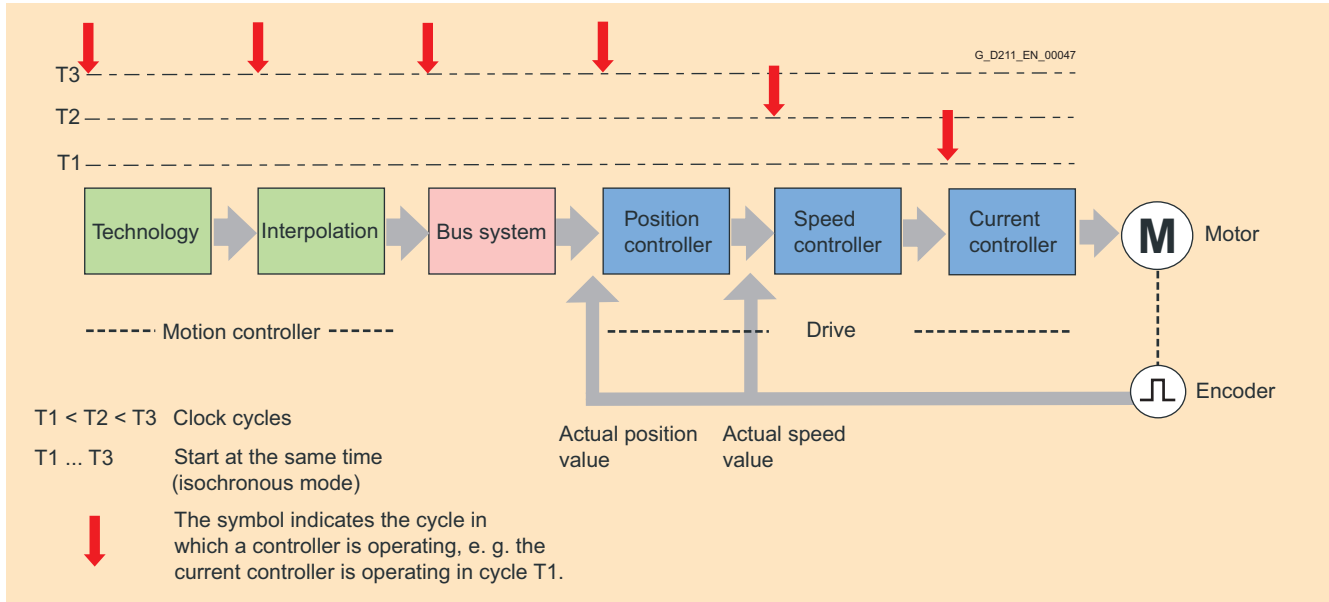 G_D211_EN_00047
T3
T2
T1
Technology
Interpolation
Bus system
Position
controller
Speed
controller
Current
controller
M
Motor
Motion controller
Drive
Encoder
Actual position
value
Actual speed
value
T1 < T2 < T3 Clock cycles
T1 ... T3 Start at the same time
(isochronous mode)
The symbol indicates the cycle in
which a controller is operating, e. g. the
current controller is operating in cycle T1.